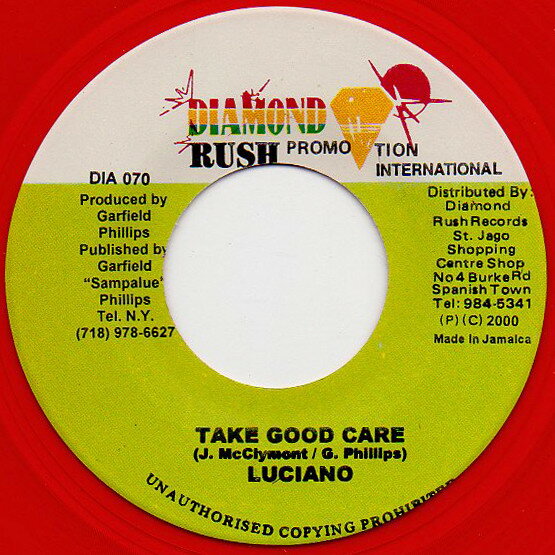 DIAMOND
RUSH PROMO TION
INTERNATIONAL
DIA 070
Produced by
Garfield
Phillips
Published by
Garfield
"Sampalue"
Phillips
Tel. N.Y.
(718) 978-6627
Distributed By:
Diamond
Rush Records
St. Jago
Shopping
Centre Shop
No 4 Burke Rd
Spanish Town
Tel: 984-5341
(P) (C) 2000
Made in Jamaica
TAKE GOOD CARE
(J. McClymont / G. Phillips)
LUCIANO
UNAUTHORISED COPYING PROHIBITED